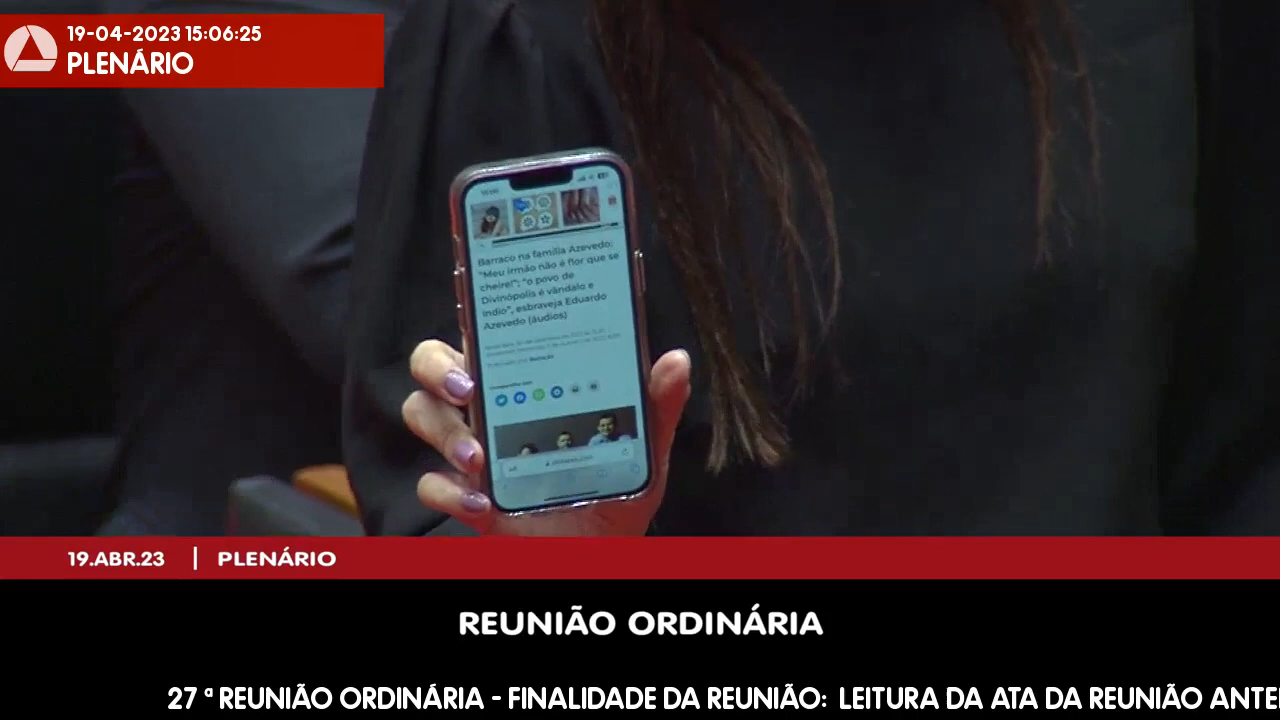 19-04-2023 15:06:25
PLENÁRIO
Barraco na família Azevedo:
"Meu irmão não é flor que se
cheire!"; "o povo de
Divinópolis é vândalo e
índio", esbraveja Eduardo
Azevedo (áudios)
Redação
19.ABR.23 | PLENÁRIO
REUNIÃO ORDINÁRIA
27 ª REUNIÃO ORDINÁRIA - FINALIDADE DA REUNIÃO: LEITURA DA ATA DA REUNIÃO ANTE